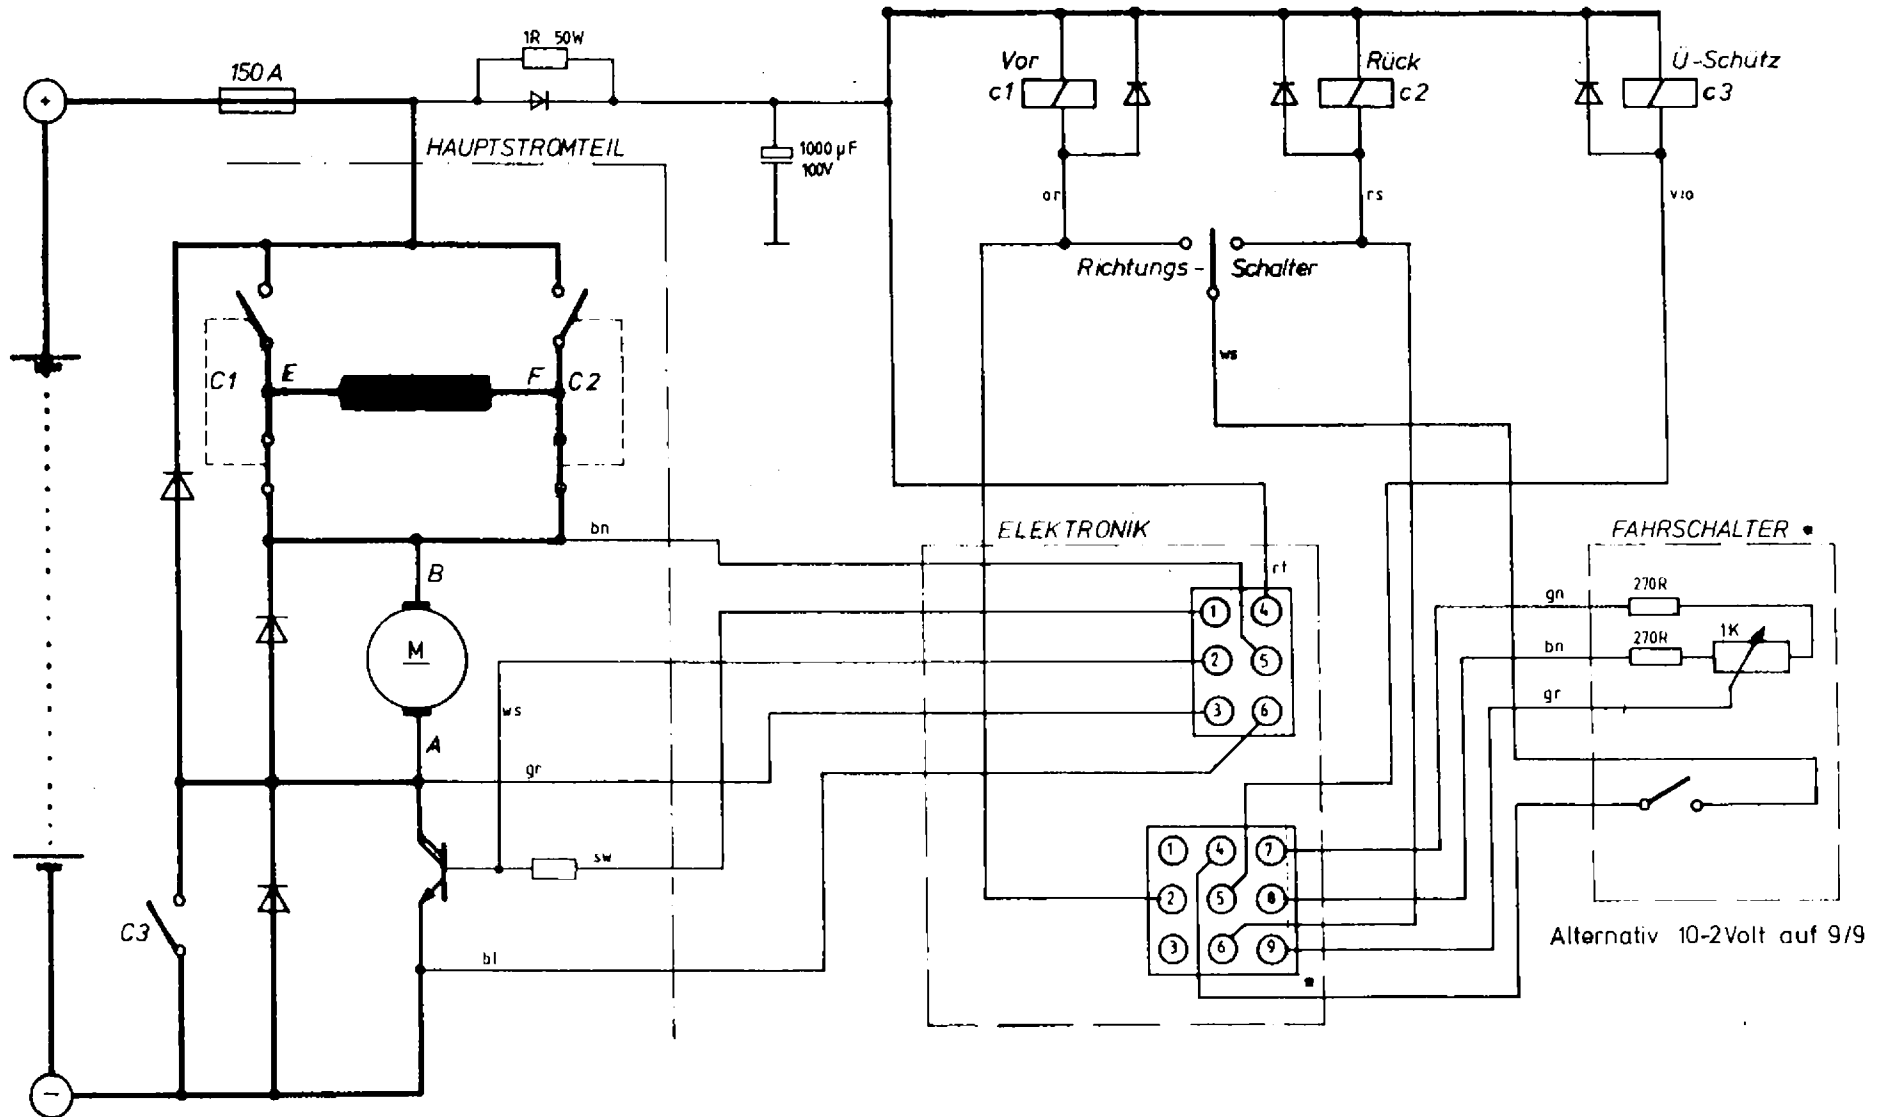 1R 50W
150A
+
HAUPTSTROMTEIL
1000 µF
100V
Vor
c1
Rück
c2
Ü-Schütz
c3
or
rs
vio
Richtungs - Schalter
ws
C1
E
F
C2
bn
B
M
A
ws
gr
sw
bl
C3
-
ELEKTRONIK
rt
1
4
2
5
3
6
1
4
7
2
5
8
3
6
9
*
FAHRSCHALTER *
gn
270R
bn
270R
1K
gr
Alternativ 10-2Volt auf 9/9